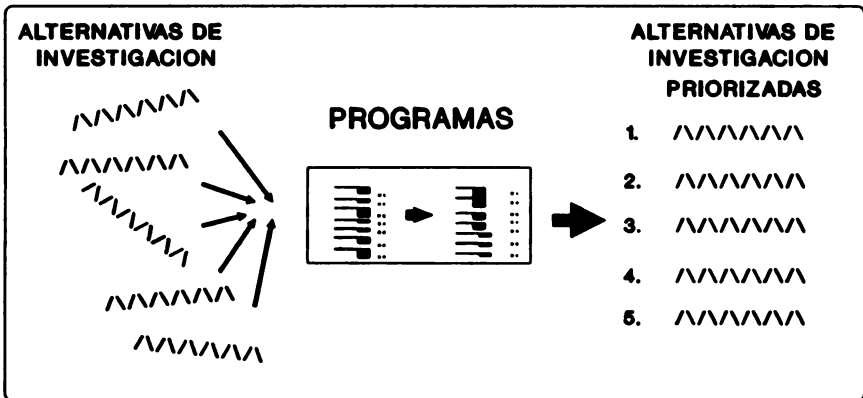 ALTERNATIVAS DE
INVESTIGACION
PROGRAMAS
ALTERNATIVAS DE
INVESTIGACION
PRIORIZADAS
1.
2.
3.
4.
5.